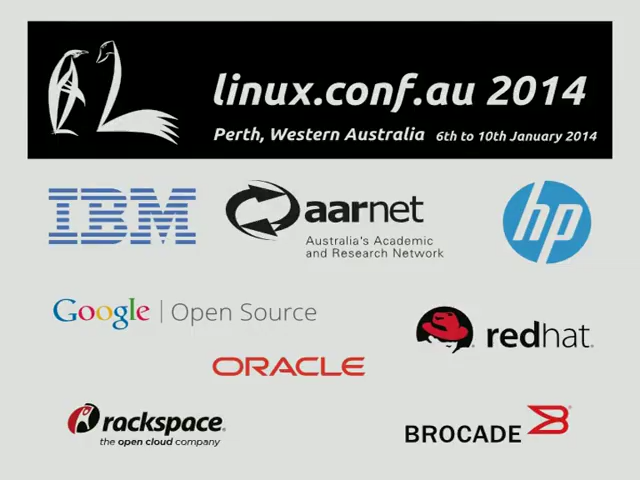 linux.conf.au 2014
Perth, Western Australia 6th to 10th January 2014
IBM
aarnet
Australia's Academic
and Research Network
hp
Google | Open Source
redhat.
ORACLE
rackspace®
the open cloud company
BROCADE